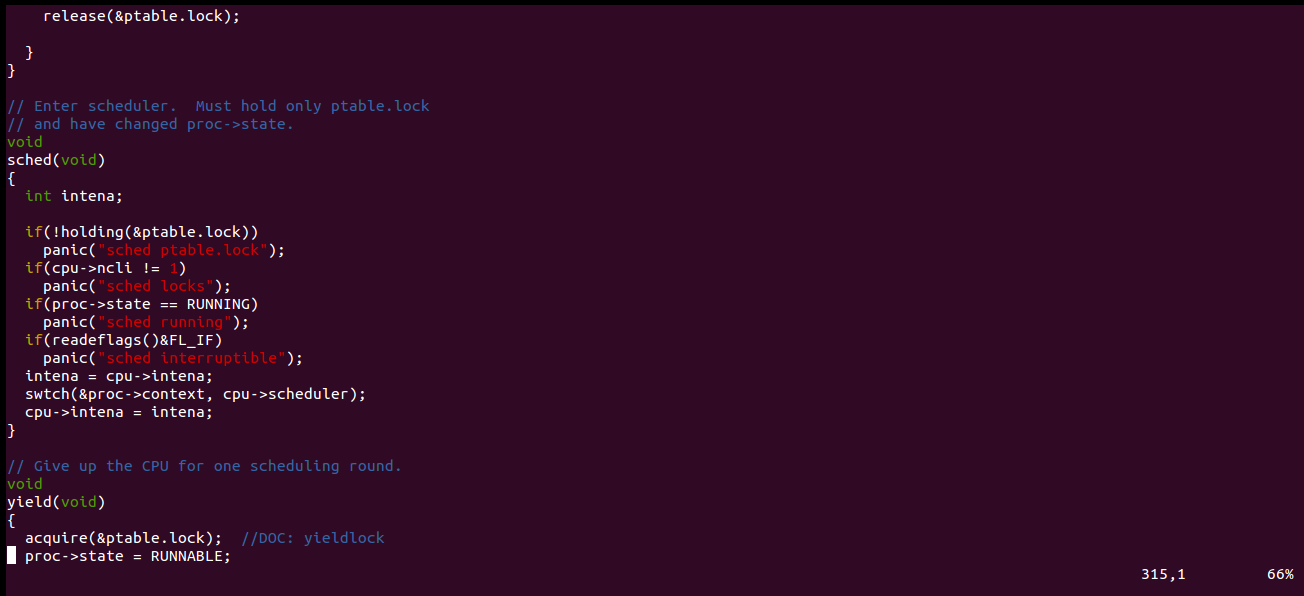 release(&ptable.lock);

  }
}

// Enter scheduler.  Must hold only ptable.lock
// and have changed proc->state.
void
sched(void)
{
  int intena;

  if(!holding(&ptable.lock))
    panic("sched ptable.lock");
  if(cpu->ncli != 1)
    panic("sched locks");
  if(proc->state == RUNNING)
    panic("sched running");
  if(readeflags()&FL_IF)
    panic("sched interruptible");
  intena = cpu->intena;
  swtch(&proc->context, cpu->scheduler);
  cpu->intena = intena;
}

// Give up the CPU for one scheduling round.
void
yield(void)
{
  acquire(&ptable.lock);  //DOC: yieldlock
  proc->state = RUNNABLE;
315,1 66%